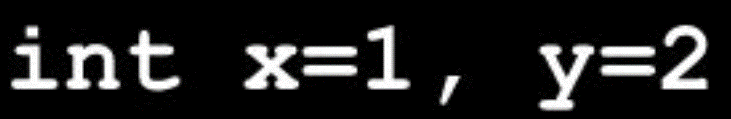 int x=1, y=2